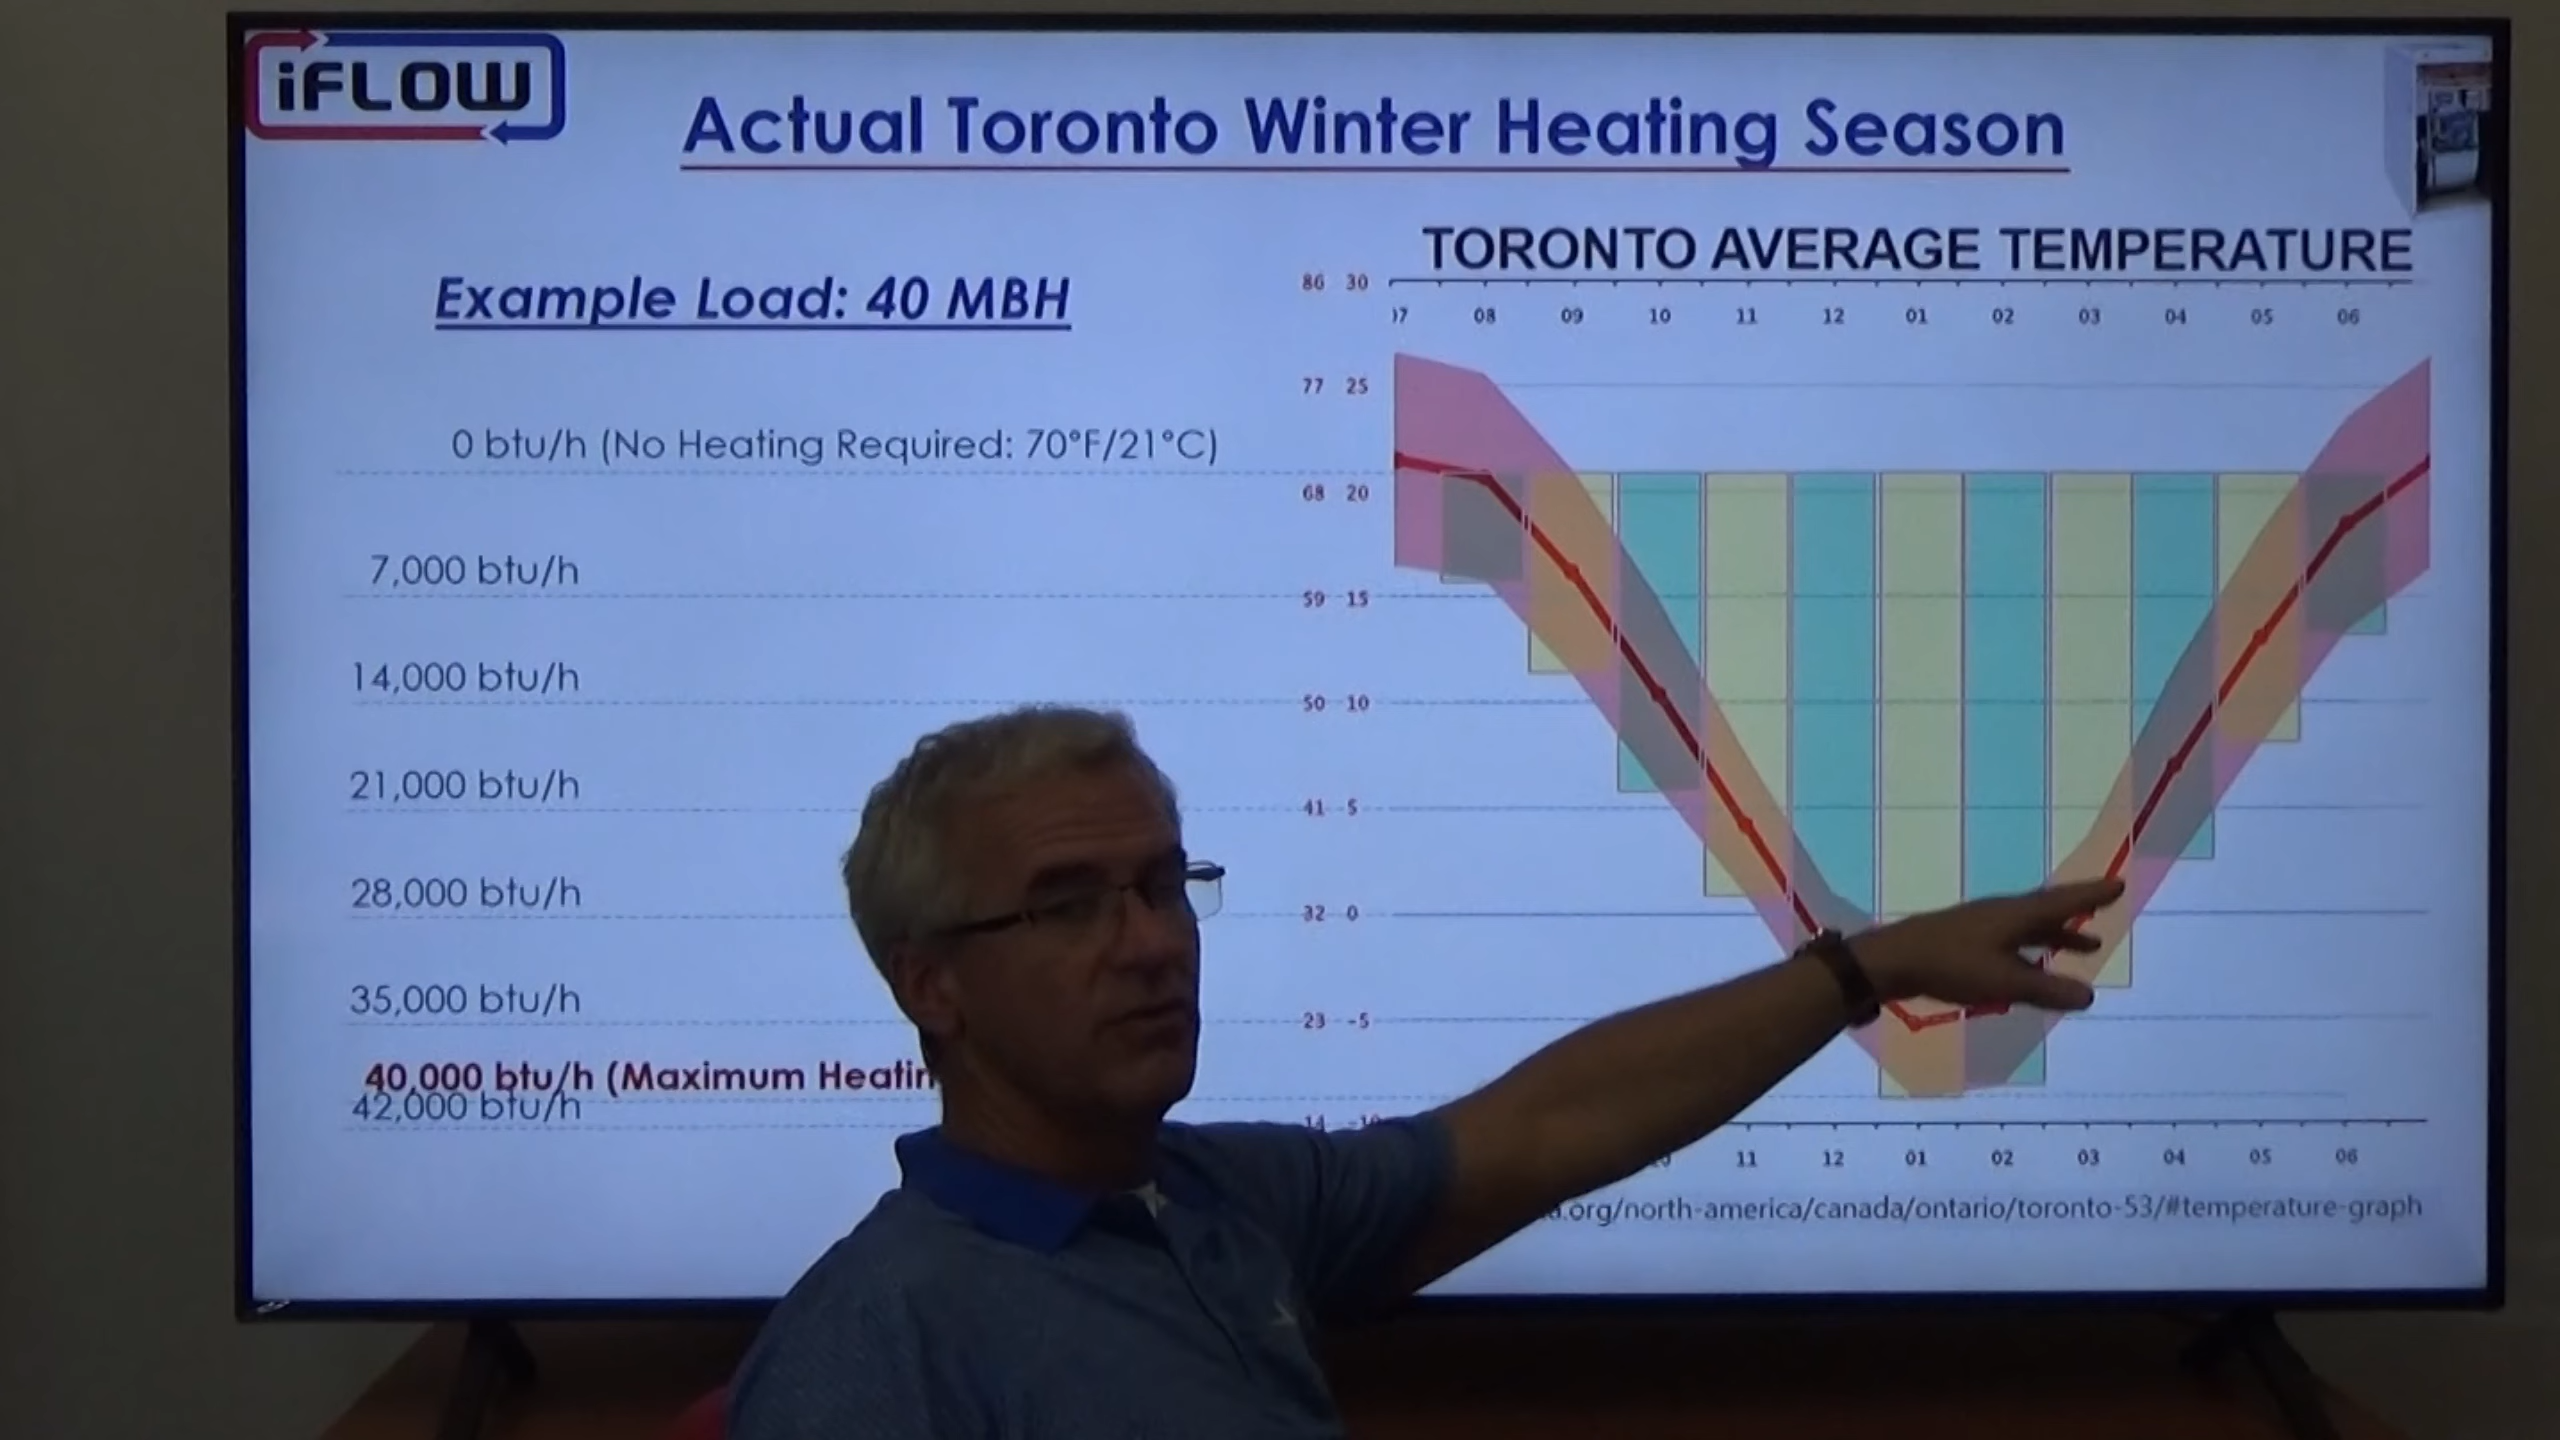 iFLOW
Actual Toronto Winter Heating Season
Example Load: 40 MBH
0 btu/h (No Heating Required: 70°F/21°C)
7,000 btu/h
14,000 btu/h
21,000 btu/h
28,000 btu/h
35,000 btu/h
40,000 btu/h (Maximum
42,000 btu/h
TORONTO AVERAGE TEMPERATURE
86 30
08 09 10 11 12 01 02 03 04 05 06
77 25
68 20
59 15
50 10
41 5
32 0
23 -5
14 -10
11 12 01 02 03 04 05 06
.org/north-america/canada/ontario/toronto-53/#temperature-graph